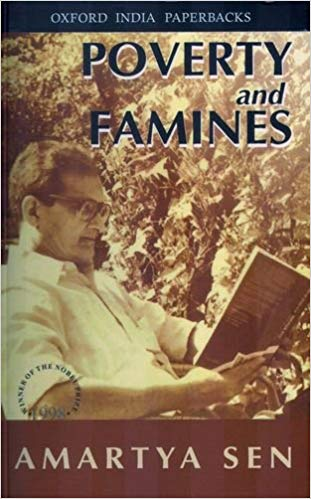 OXFORD INDIA PAPERBACKS
POVERTY
and
FAMINES
WINNER OF THE NOBEL PRIZE
1998
AMARTYA SEN